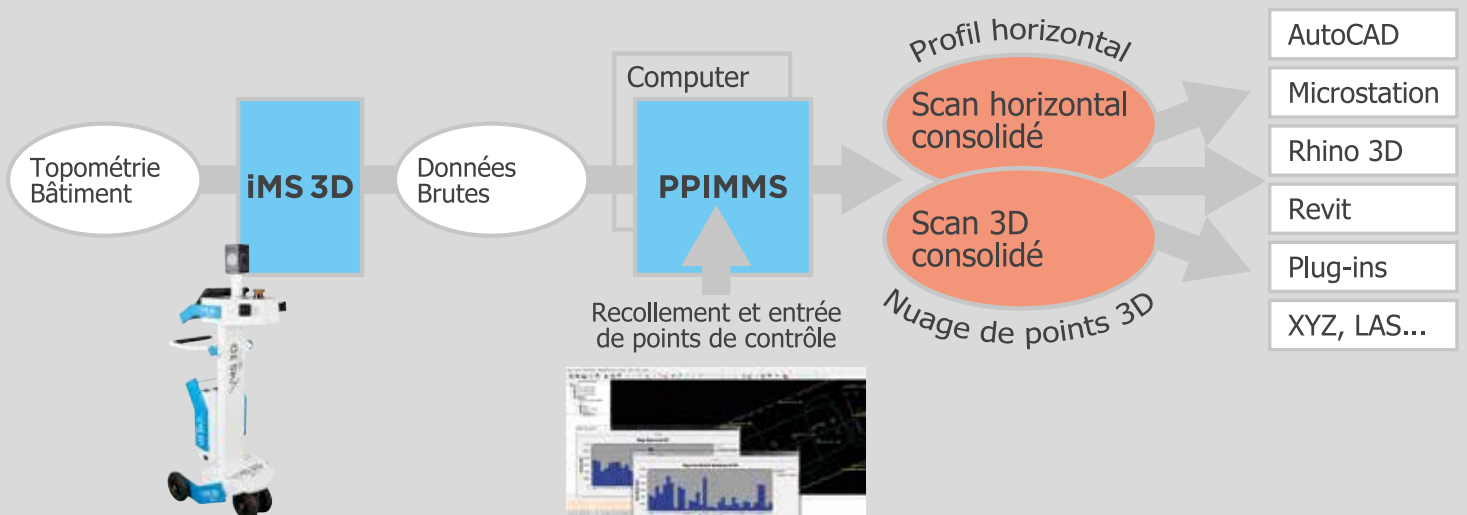 Topométrie
Bâtiment
iMS 3D
Données
Brutes
Computer
PPIMMS
Recollement et entrée
de points de contrôle
Profil horizontal
Scan horizontal
consolidé
Scan 3D
consolidé
Nuage de points 3D
AutoCAD
Microstation
Rhino 3D
Revit
Plug-ins
XYZ, LAS...